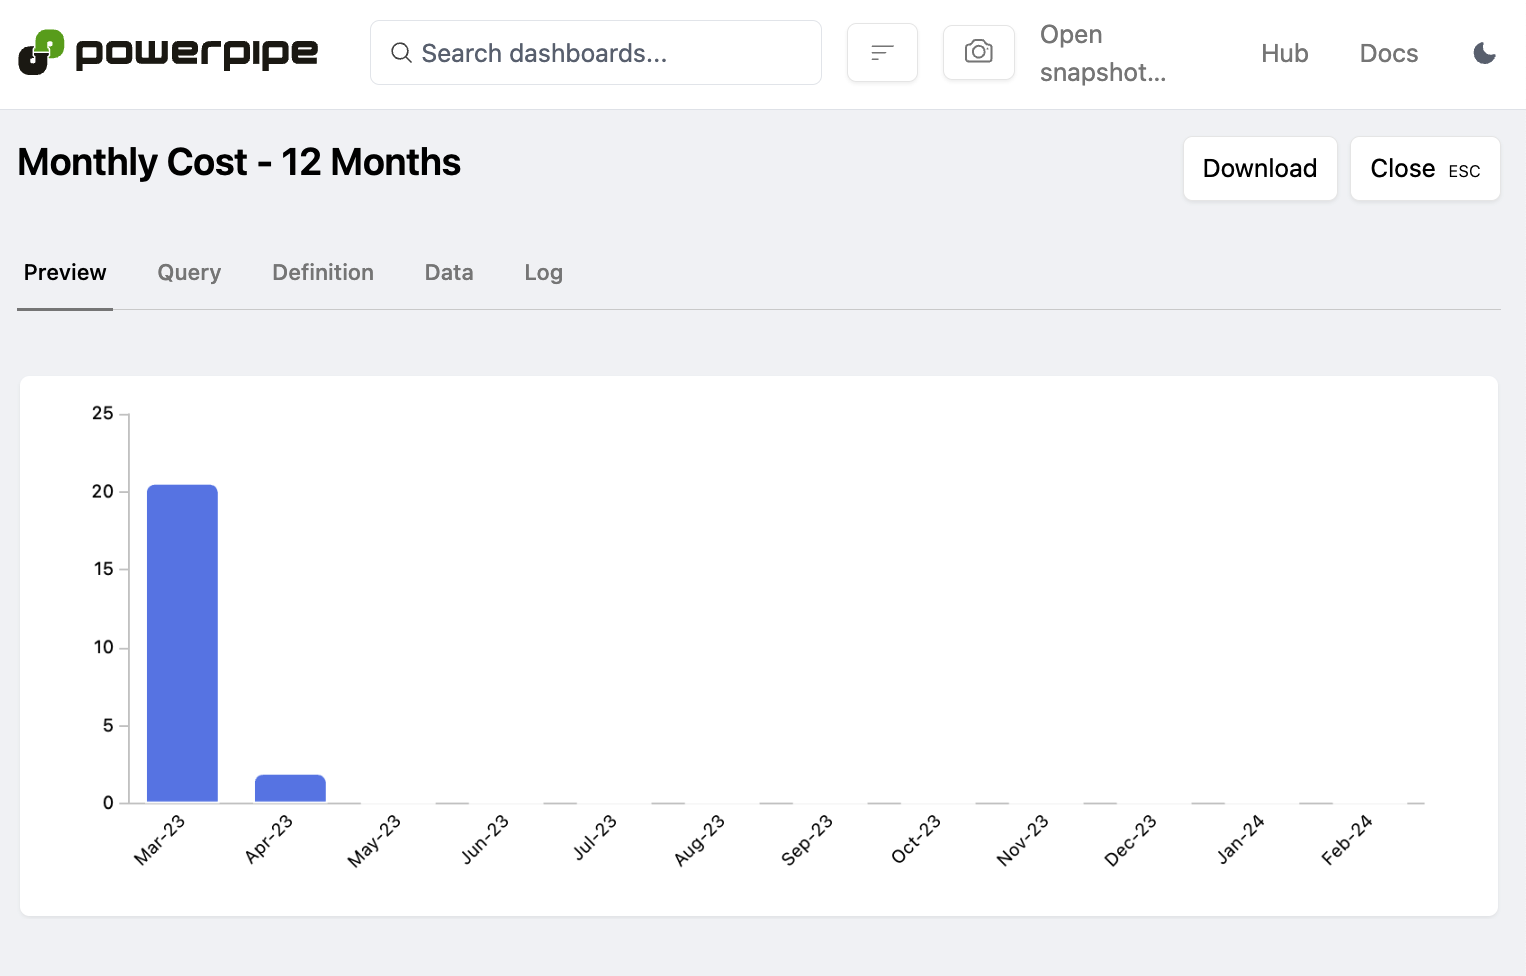 powerpipe
Search dashboards...
Open
snapshot...
Hub
Docs
Monthly Cost - 12 Months
Download
Close ESC
Preview
Query
Definition
Data
Log
25
20
15
10
5
0
Mar-23
Apr-23
May-23
Jun-23
Jul-23
Aug-23
Sep-23
Oct-23
Nov-23
Dec-23
Jan-24
Feb-24